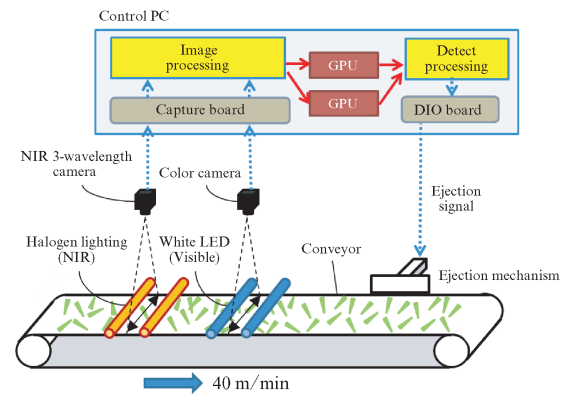 Control PC
Image
processing
GPU
GPU
Detect
processing
Capture board
DIO board
NIR 3-wavelength
camera
Color camera
Ejection
signal
Halogen lighting
(NIR)
White LED
(Visible)
Conveyor
Ejection mechanism
40 m/min